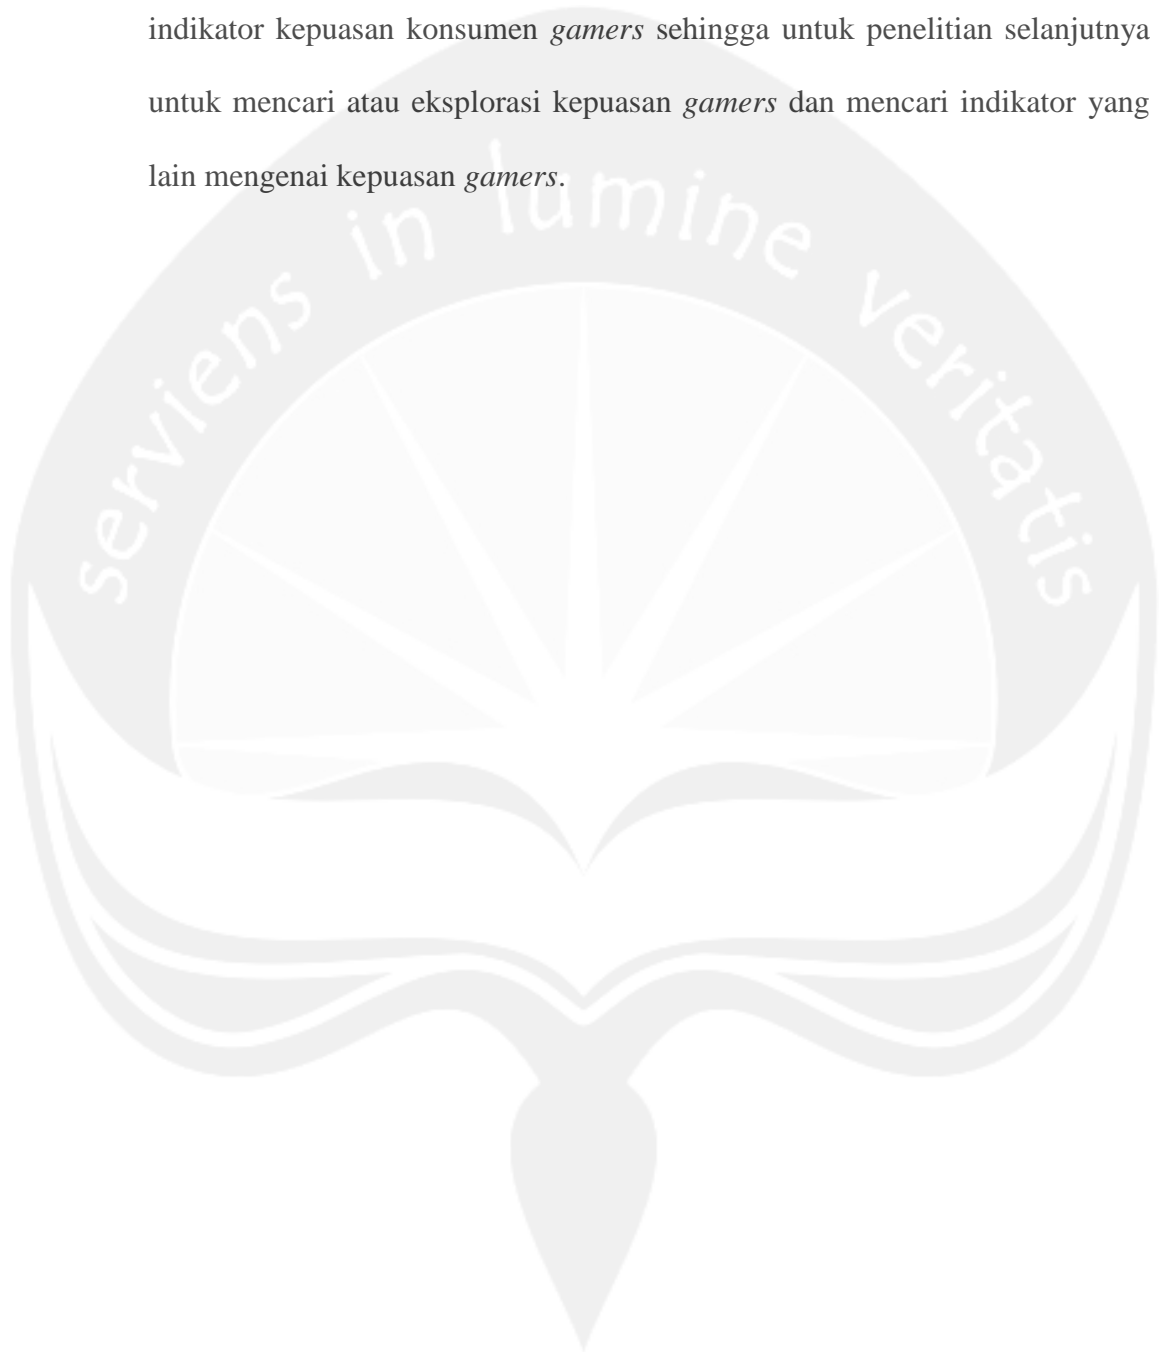 indikator kepuasan konsumen gamers sehingga untuk penelitian selanjutnya
untuk mencari atau eksplorasi kepuasan gamers dan mencari indikator yang
lain mengenai kepuasan gamers.
serviens in lumine veritatis